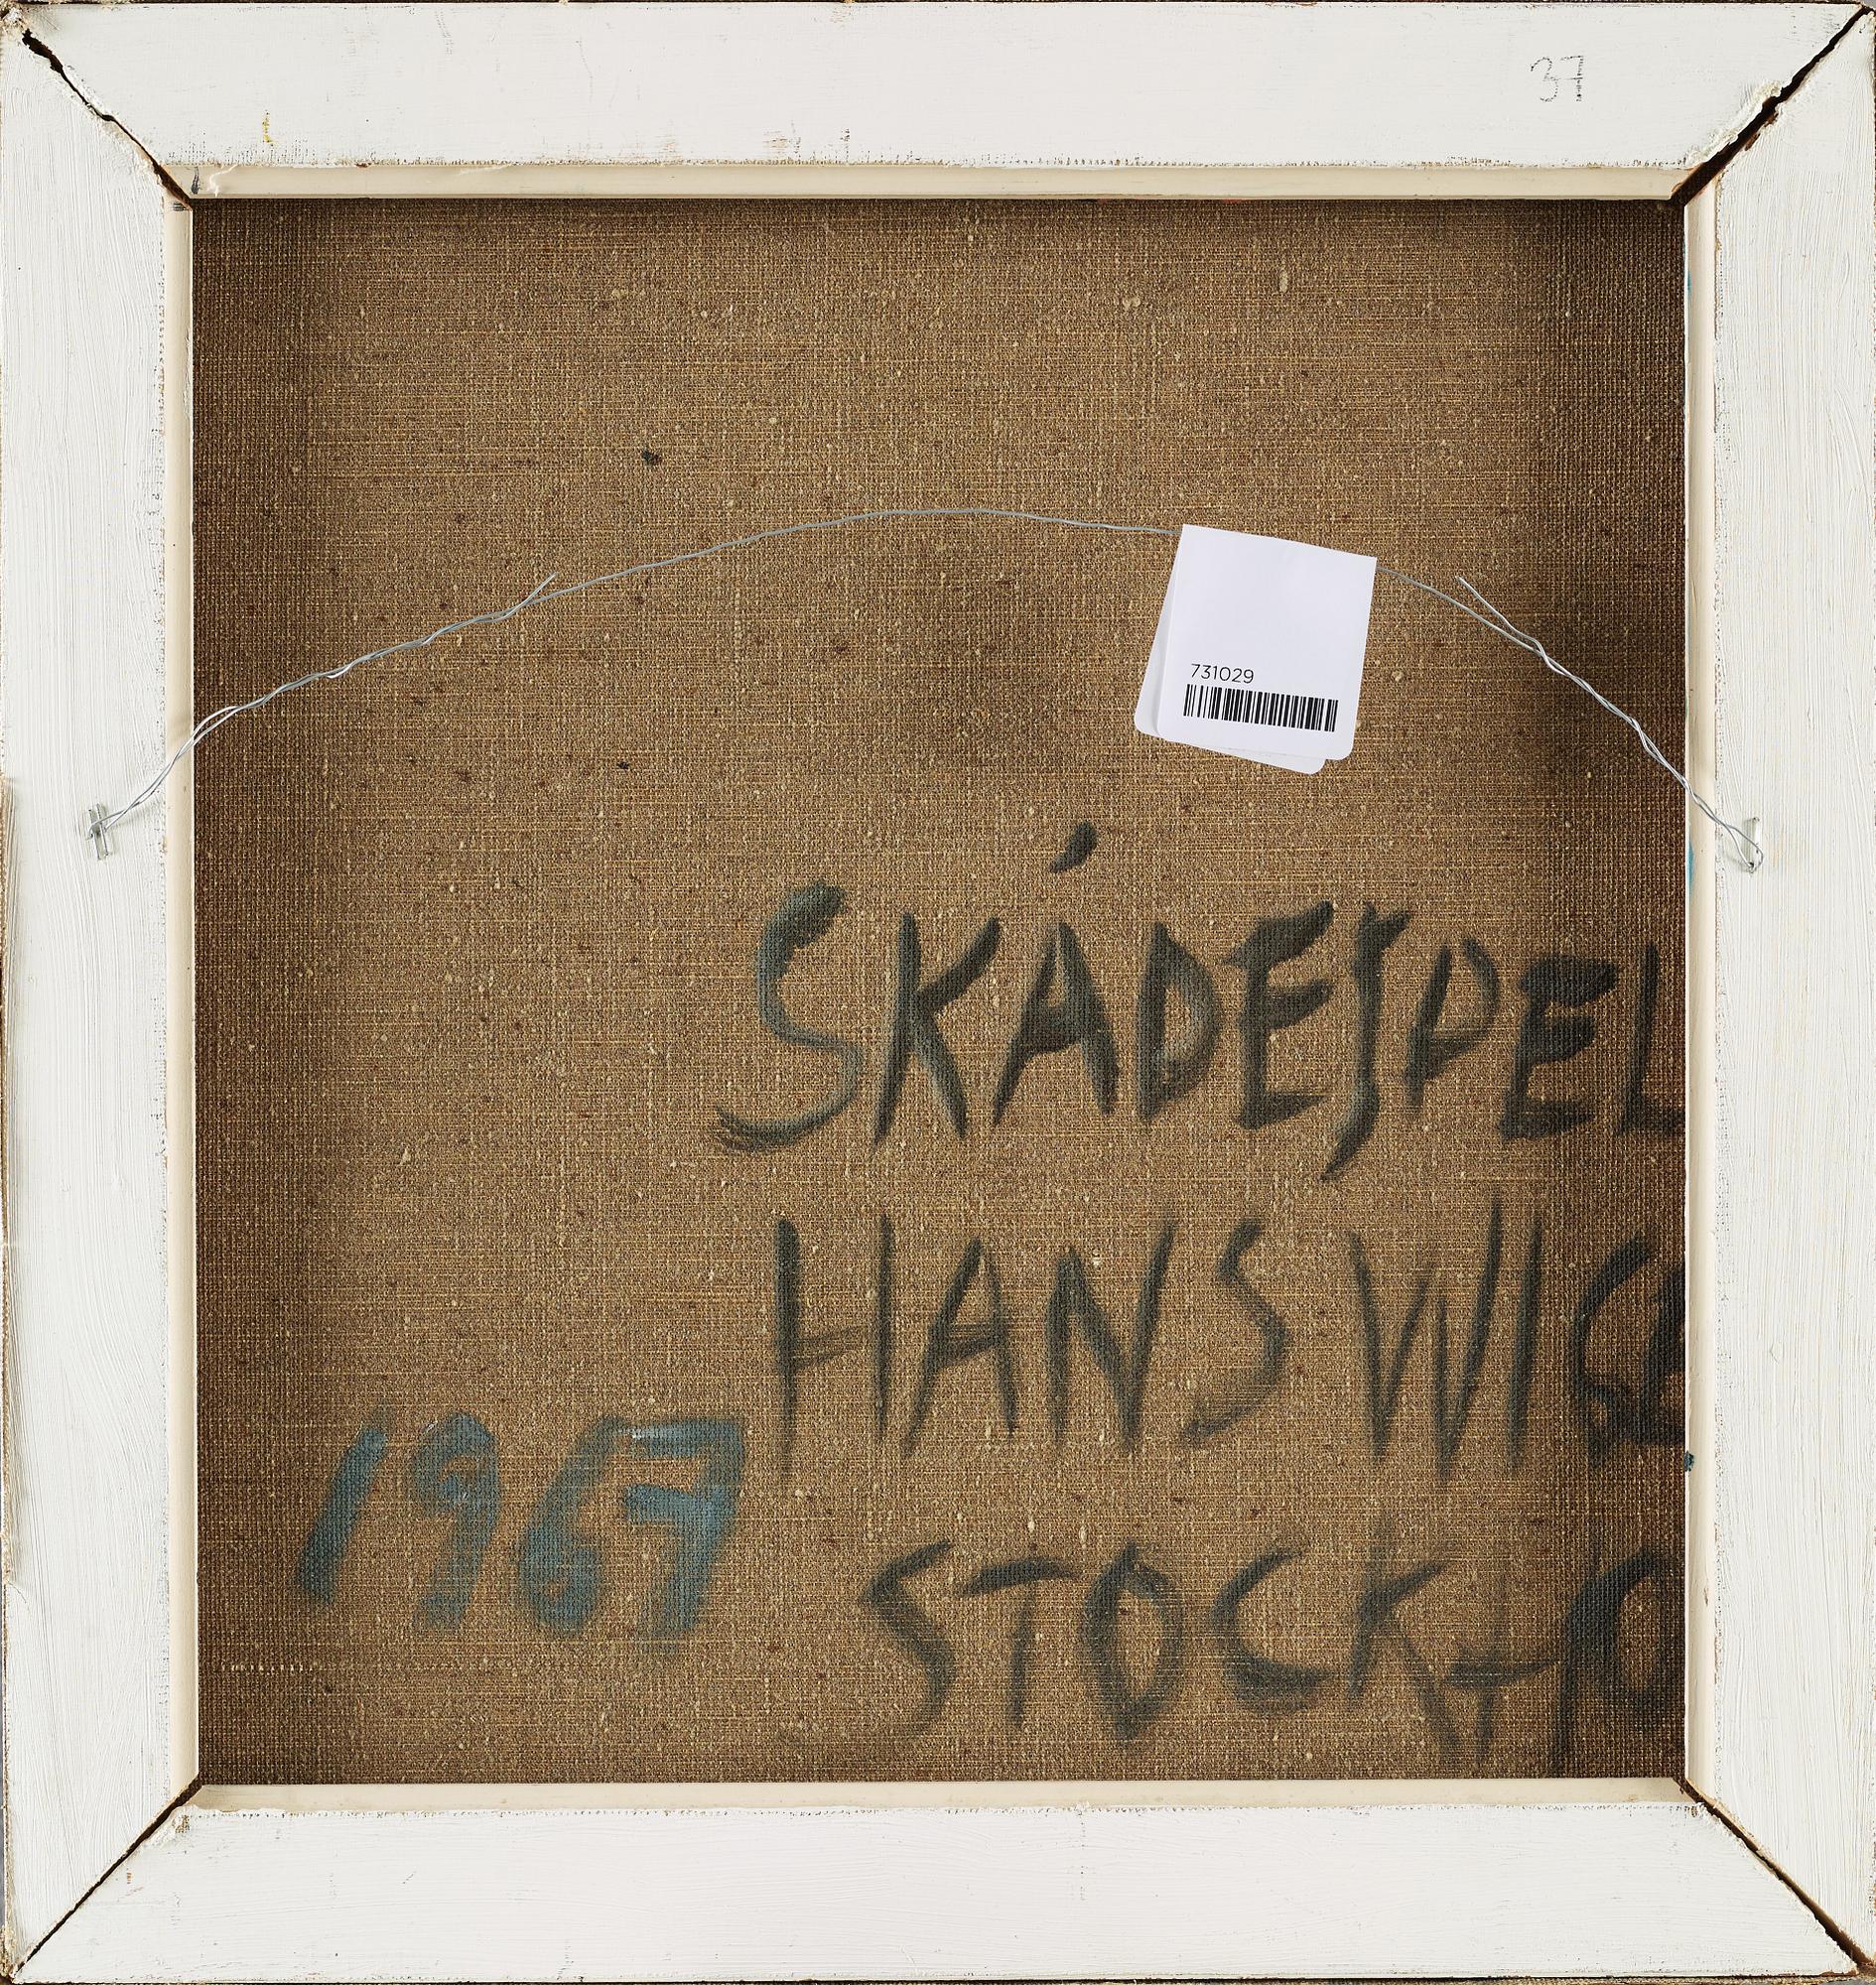 37
731029
SKÅDESPEL
HANS WIG
1967
STOCKHO